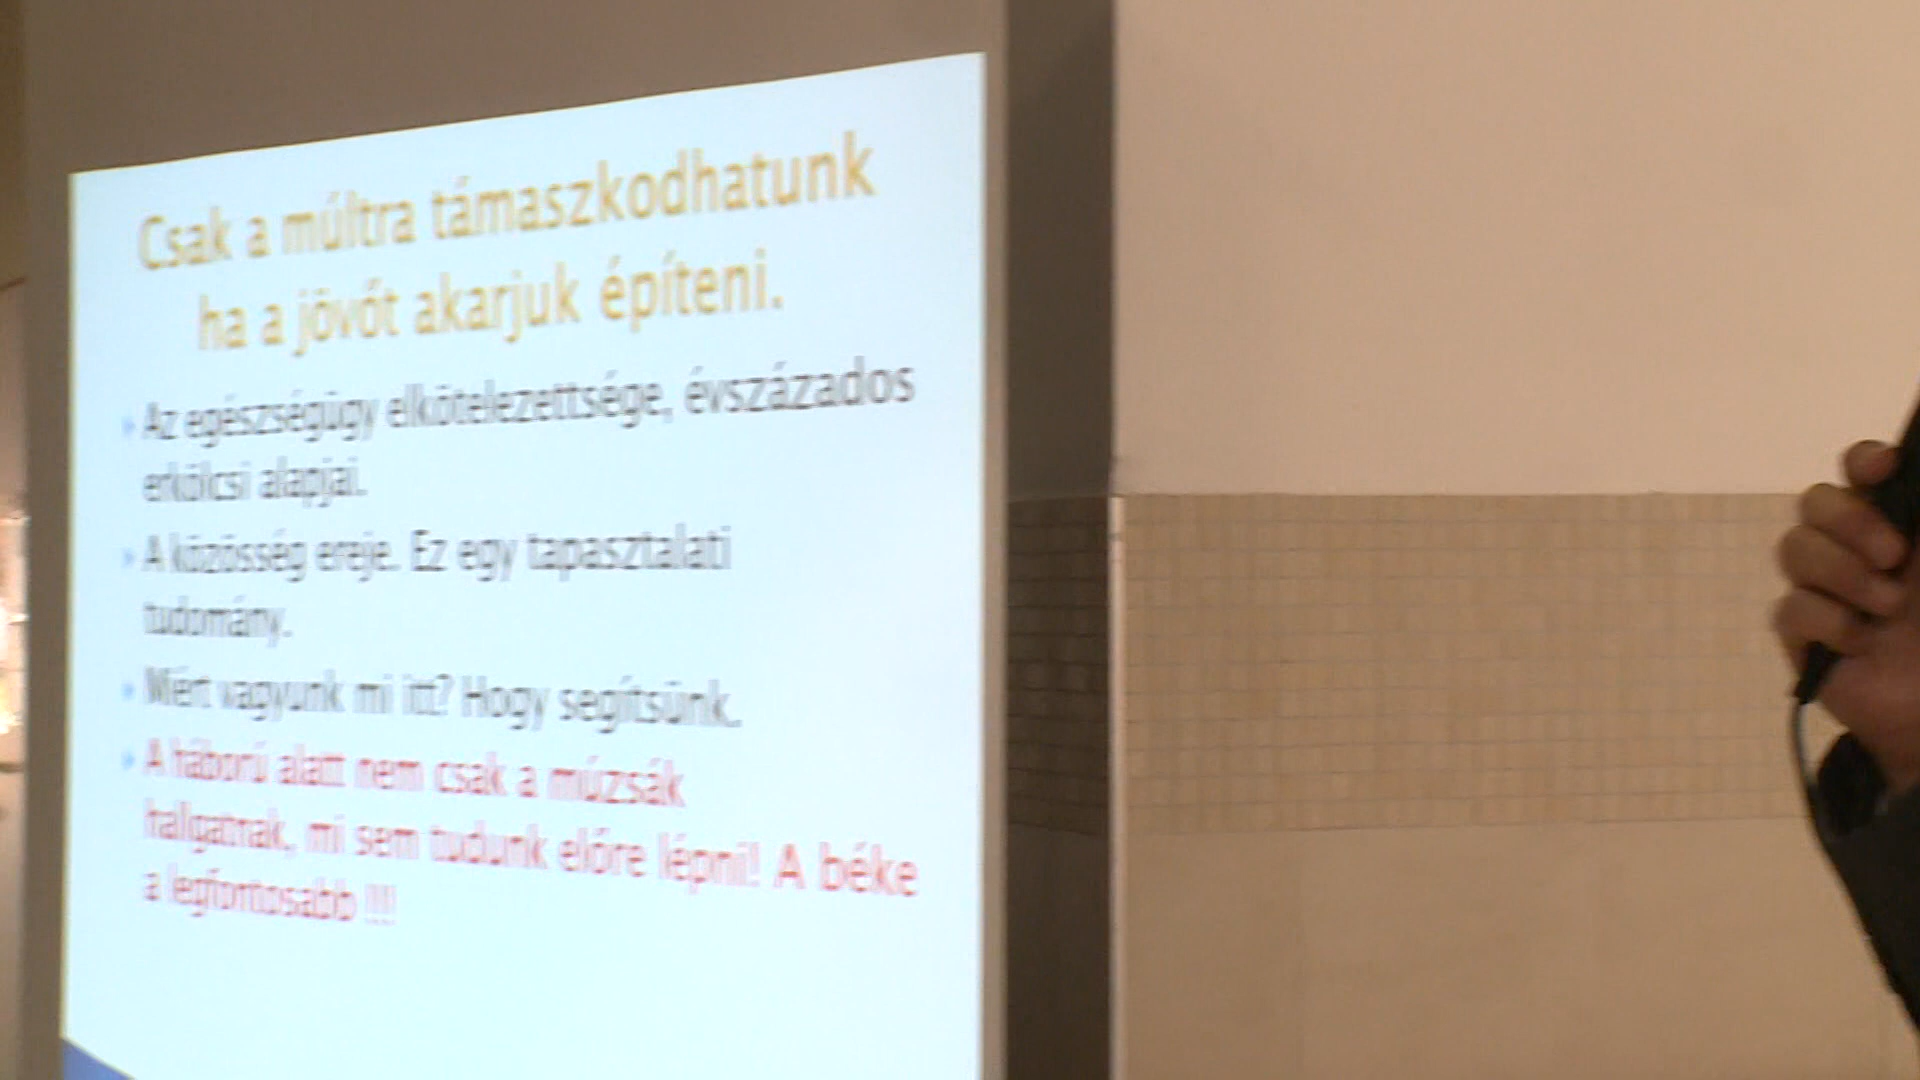 Csak a múltra támaszkodhatunk
ha a jövőt akarjuk építeni.
Az egészségügy elkötelezettsége, évszázados
erkölcsi alapjai.
A közösség ereje. Ez egy tapasztalati
tudomány.
Miért vagyunk mi itt? Hogy segítsünk.
A háború alatt nem csak a múzsák
hallgatnak, mi sem tudunk előre lépni! A béke
a legfontosabb !!!!